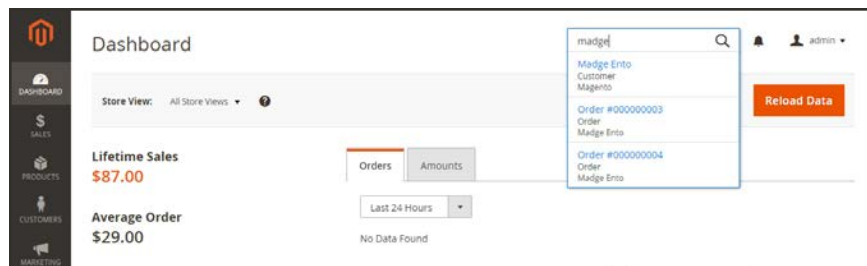 Dashboard
madge
admin
Madge Ento
Customer
Magento
Order #000000003
Order
Madge Ento
Order #000000004
Order
Madge Ento
DASHBOARD
SALES
PRODUCTS
CUSTOMERS
MARKETING
Store View: All Store Views
Reload Data
Lifetime Sales
$87.00
Average Order
$29.00
Orders
Amounts
Last 24 Hours
No Data Found